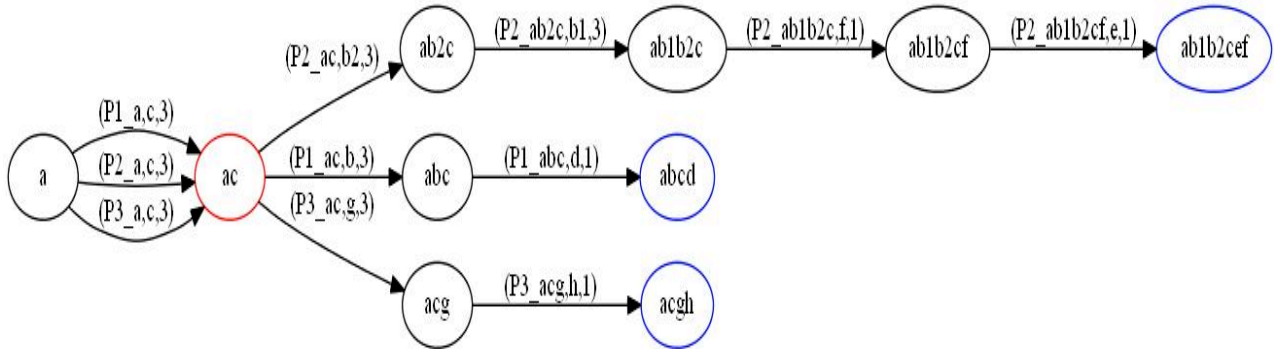 (P2_ab2c,b1,3)
(P2_ab1b2c,f,1)
(P2_ab1b2cf,e,1)
ab2c
ab1b2c
ab1b2cf
ab1b2cef
(P2_ac,b2,3)
(P1_a,c,3)
(P2_a,c,3)
(P3_a,c,3)
a
ac
(P1_ac,b,3)
abc
(P1_abc,d,1)
abcd
(P3_ac,g,3)
acg
(P3_acg,h,1)
acgh